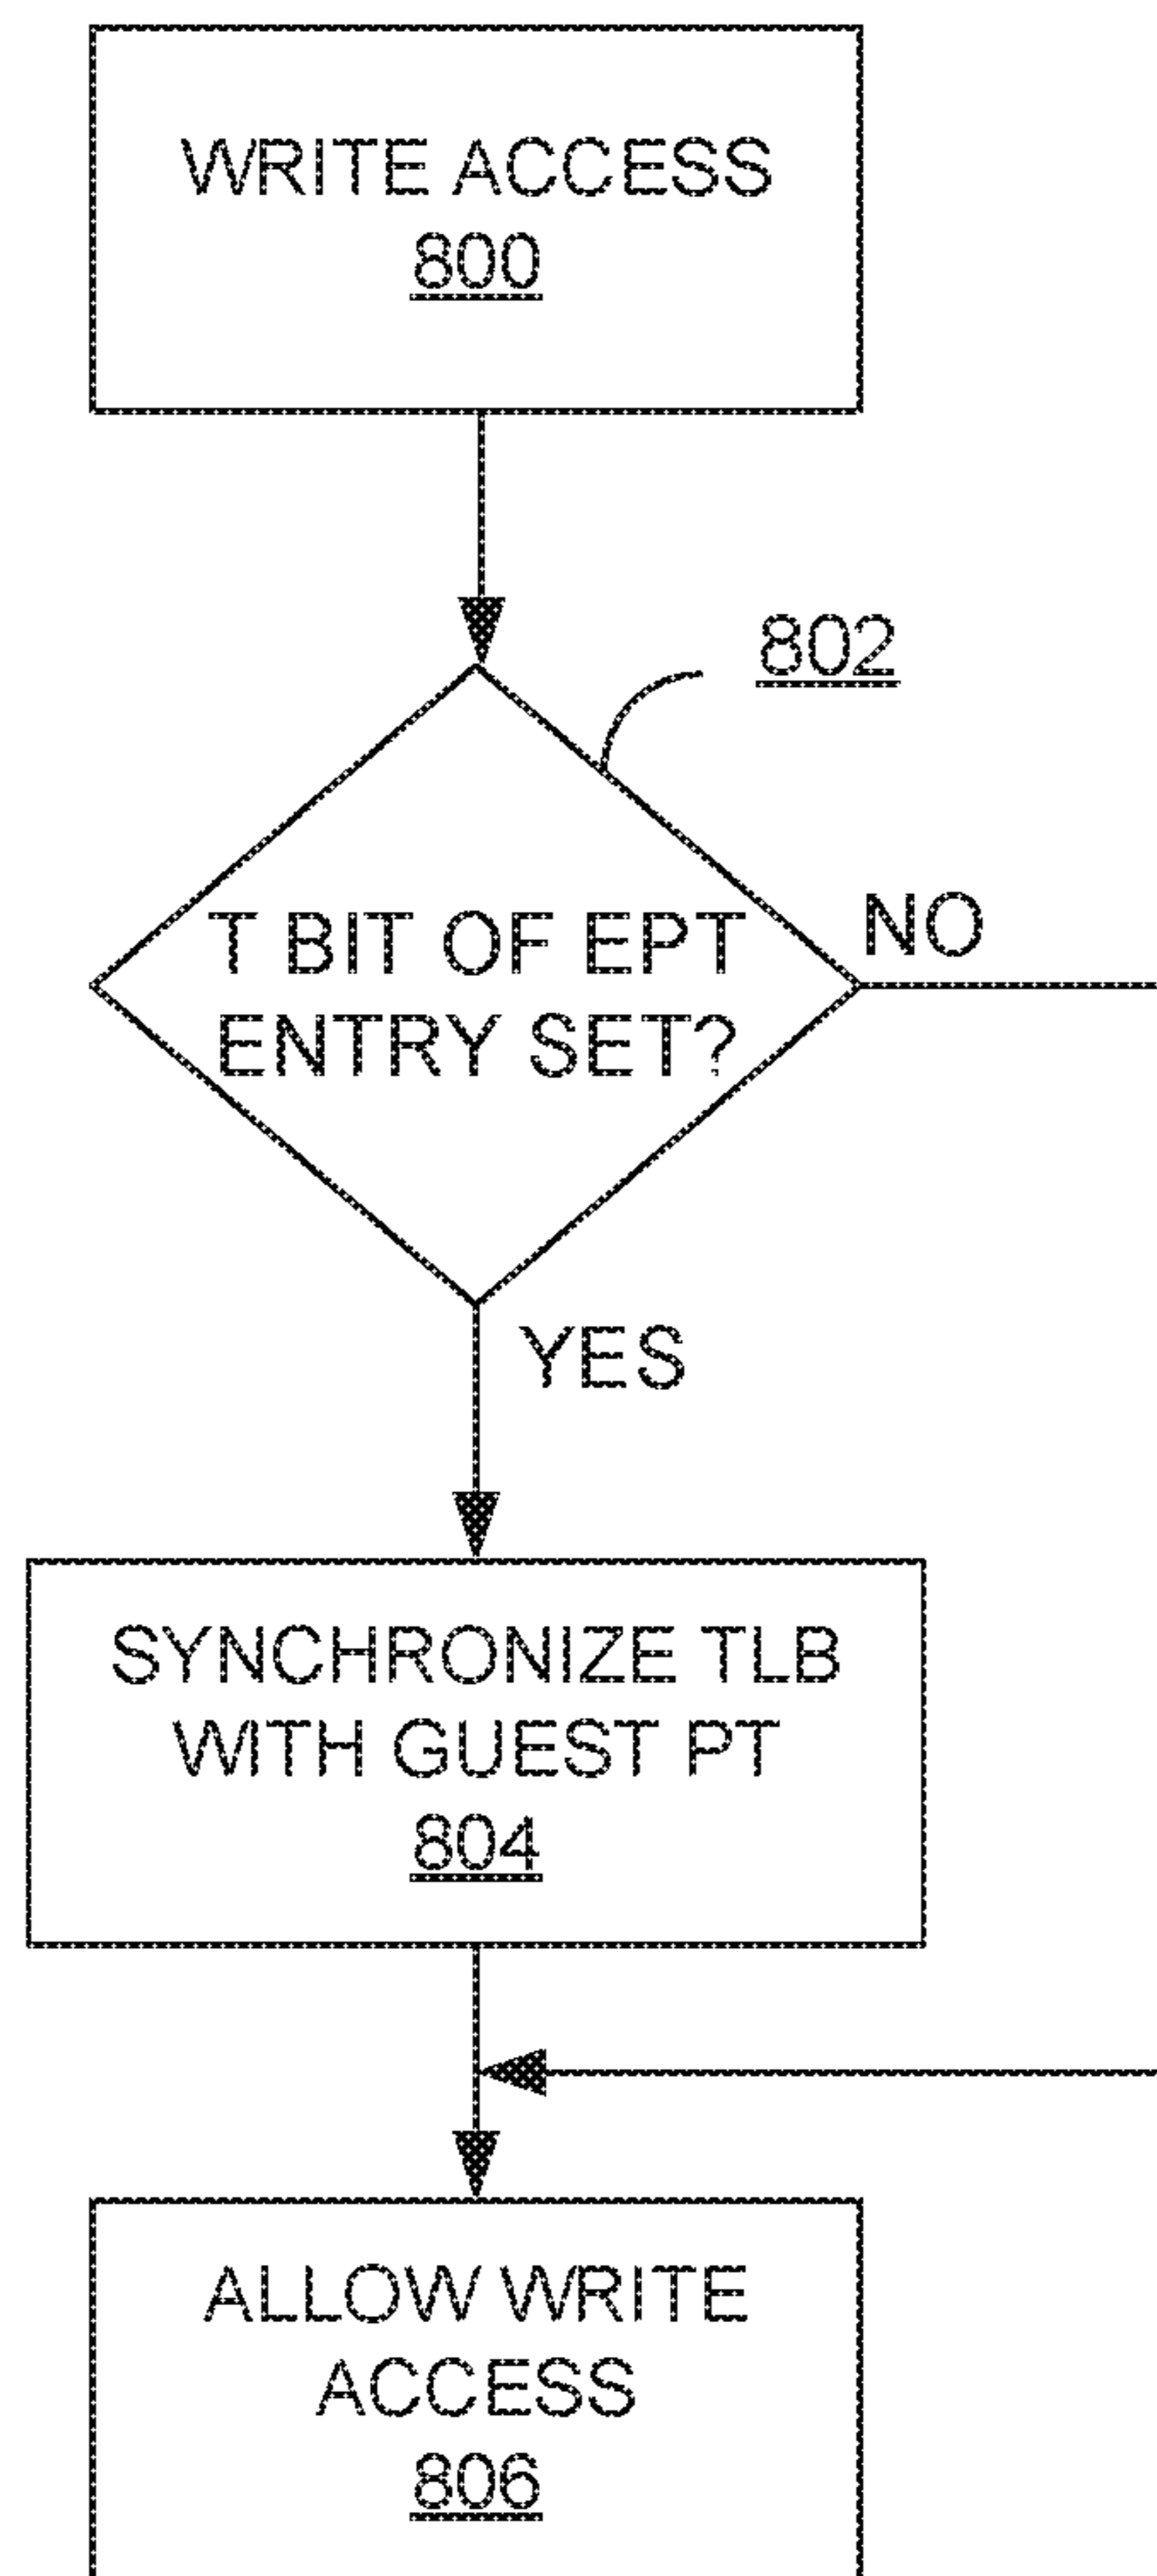 WRITE ACCESS
800
802
T BIT OF EPT
ENTRY SET?
NO
YES
SYNCHRONIZE TLB
WITH GUEST PT
804
ALLOW WRITE
ACCESS
806